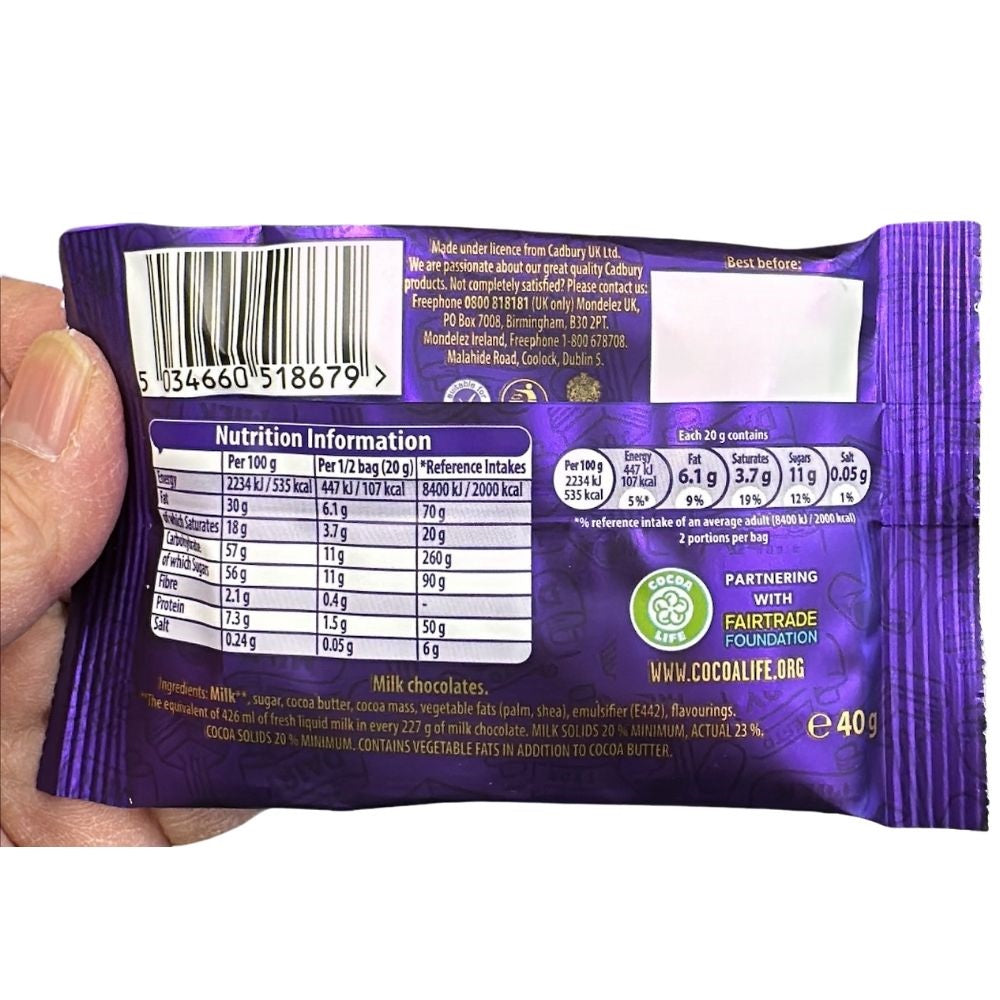 Made under licence from Cadbury UK Ltd.
We are passionate about our great quality Cadbury
products. Not completely satisfied? Please contact us:
Freephone 0800 818181 (UK only) Mondelez UK,
PO Box 7008, Birmingham, B30 2PT.
Mondelez Ireland, Freephone 1-800 678708.
Malahide Road, Coolock, Dublin 5.
Best before:
5 034660 518679 >
Suitable for
Nutrition Information
Per 100 g Per 1/2 bag (20 g) *Reference Intakes
Energy 2234 kJ / 535 kcal 447 kJ / 107 kcal 8400 kJ / 2000 kcal
Fat 30 g 6.1 g 70 g
of which Saturates 18 g 3.7 g 20 g
Carbohydrate 57 g 11 g 260 g
of which Sugars 56 g 11 g 90 g
Fibre 2.1 g 0.4 g -
Protein 7.3 g 1.5 g 50 g
Salt 0.24 g 0.05 g 6 g
Each 20 g contains
Per 100 g
2234 kJ
535 kcal
Energy
447 kJ
107 kcal
5%*
Fat
6.1 g
9%
Saturates
3.7 g
19%
Sugars
11 g
12%
Salt
0.05 g
1%
*% reference intake of an average adult (8400 kJ / 2000 kcal)
2 portions per bag
COCOA
LIFE
PARTNERING
WITH
FAIRTRADE
FOUNDATION
WWW.COCOALIFE.ORG
Milk chocolates.
Ingredients: Milk**, sugar, cocoa butter, cocoa mass, vegetable fats (palm, shea), emulsifier (E442), flavourings.
**The equivalent of 426 ml of fresh liquid milk in every 227 g of milk chocolate. MILK SOLIDS 20 % MINIMUM, ACTUAL 23 %.
COCOA SOLIDS 20 % MINIMUM. CONTAINS VEGETABLE FATS IN ADDITION TO COCOA BUTTER.
e 40 g